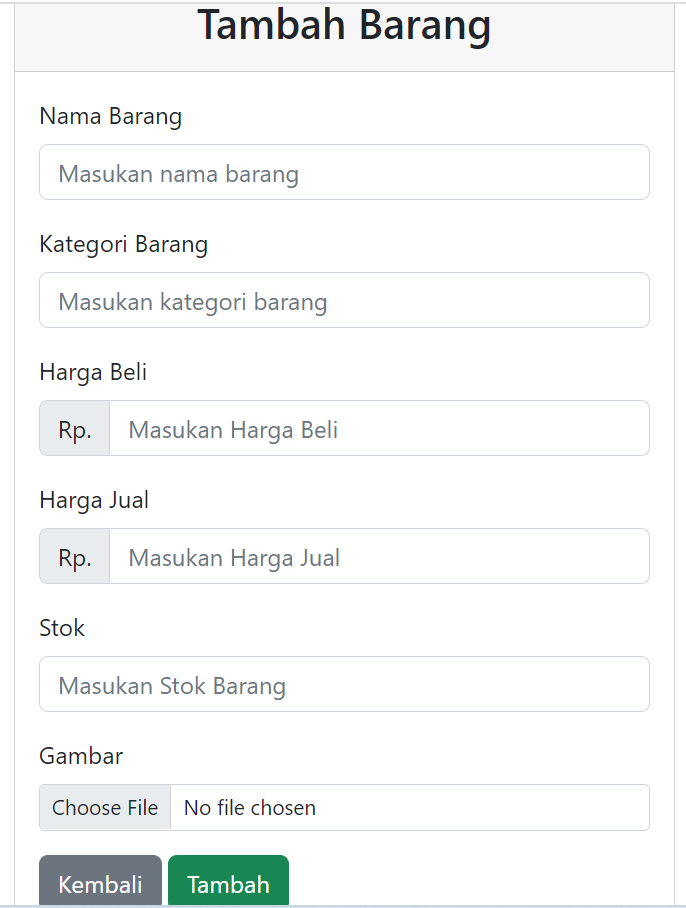 Tambah Barang
Nama Barang
Masukan nama barang
Kategori Barang
Masukan kategori barang
Harga Beli
Rp. Masukan Harga Beli
Harga Jual
Rp. Masukan Harga Jual
Stok
Masukan Stok Barang
Gambar
Choose File No file chosen
Kembali Tambah